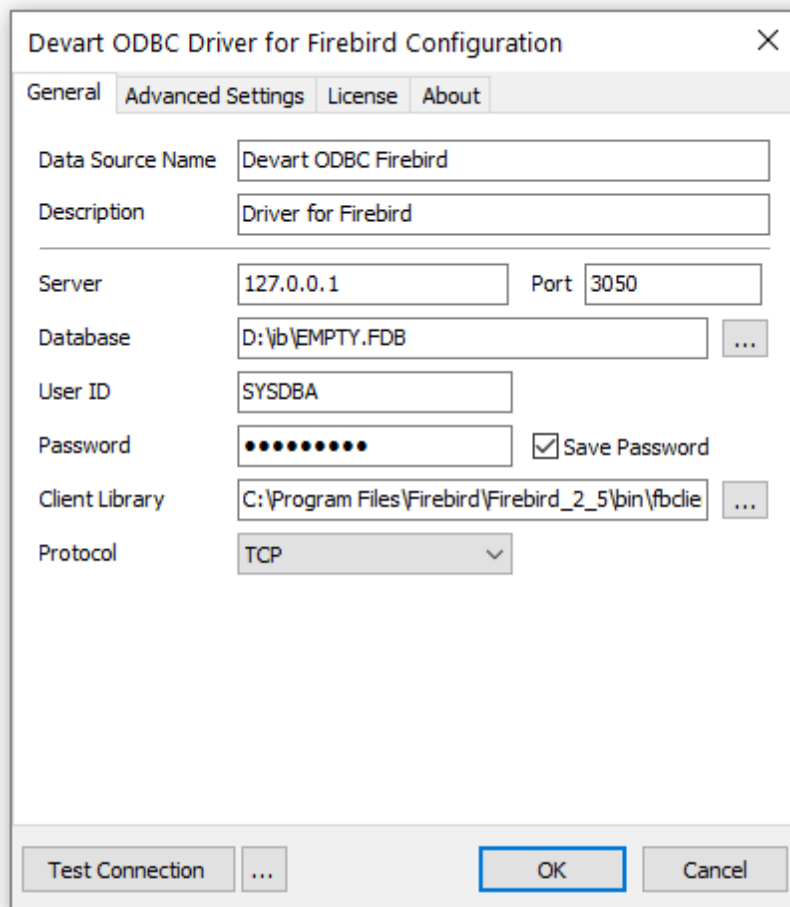 Devart ODBC Driver for Firebird Configuration
General Advanced Settings License About
Data Source Name Devart ODBC Firebird
Description Driver for Firebird
Server 127.0.0.1 Port 3050
Database D:\ib\EMPTY.FDB ...
User ID SYSDBA
Password ●●●●●●●●● Save Password
Client Library C:\Program Files\Firebird\Firebird_2_5\bin\fbclie ...
Protocol TCP
Test Connection ... OK Cancel